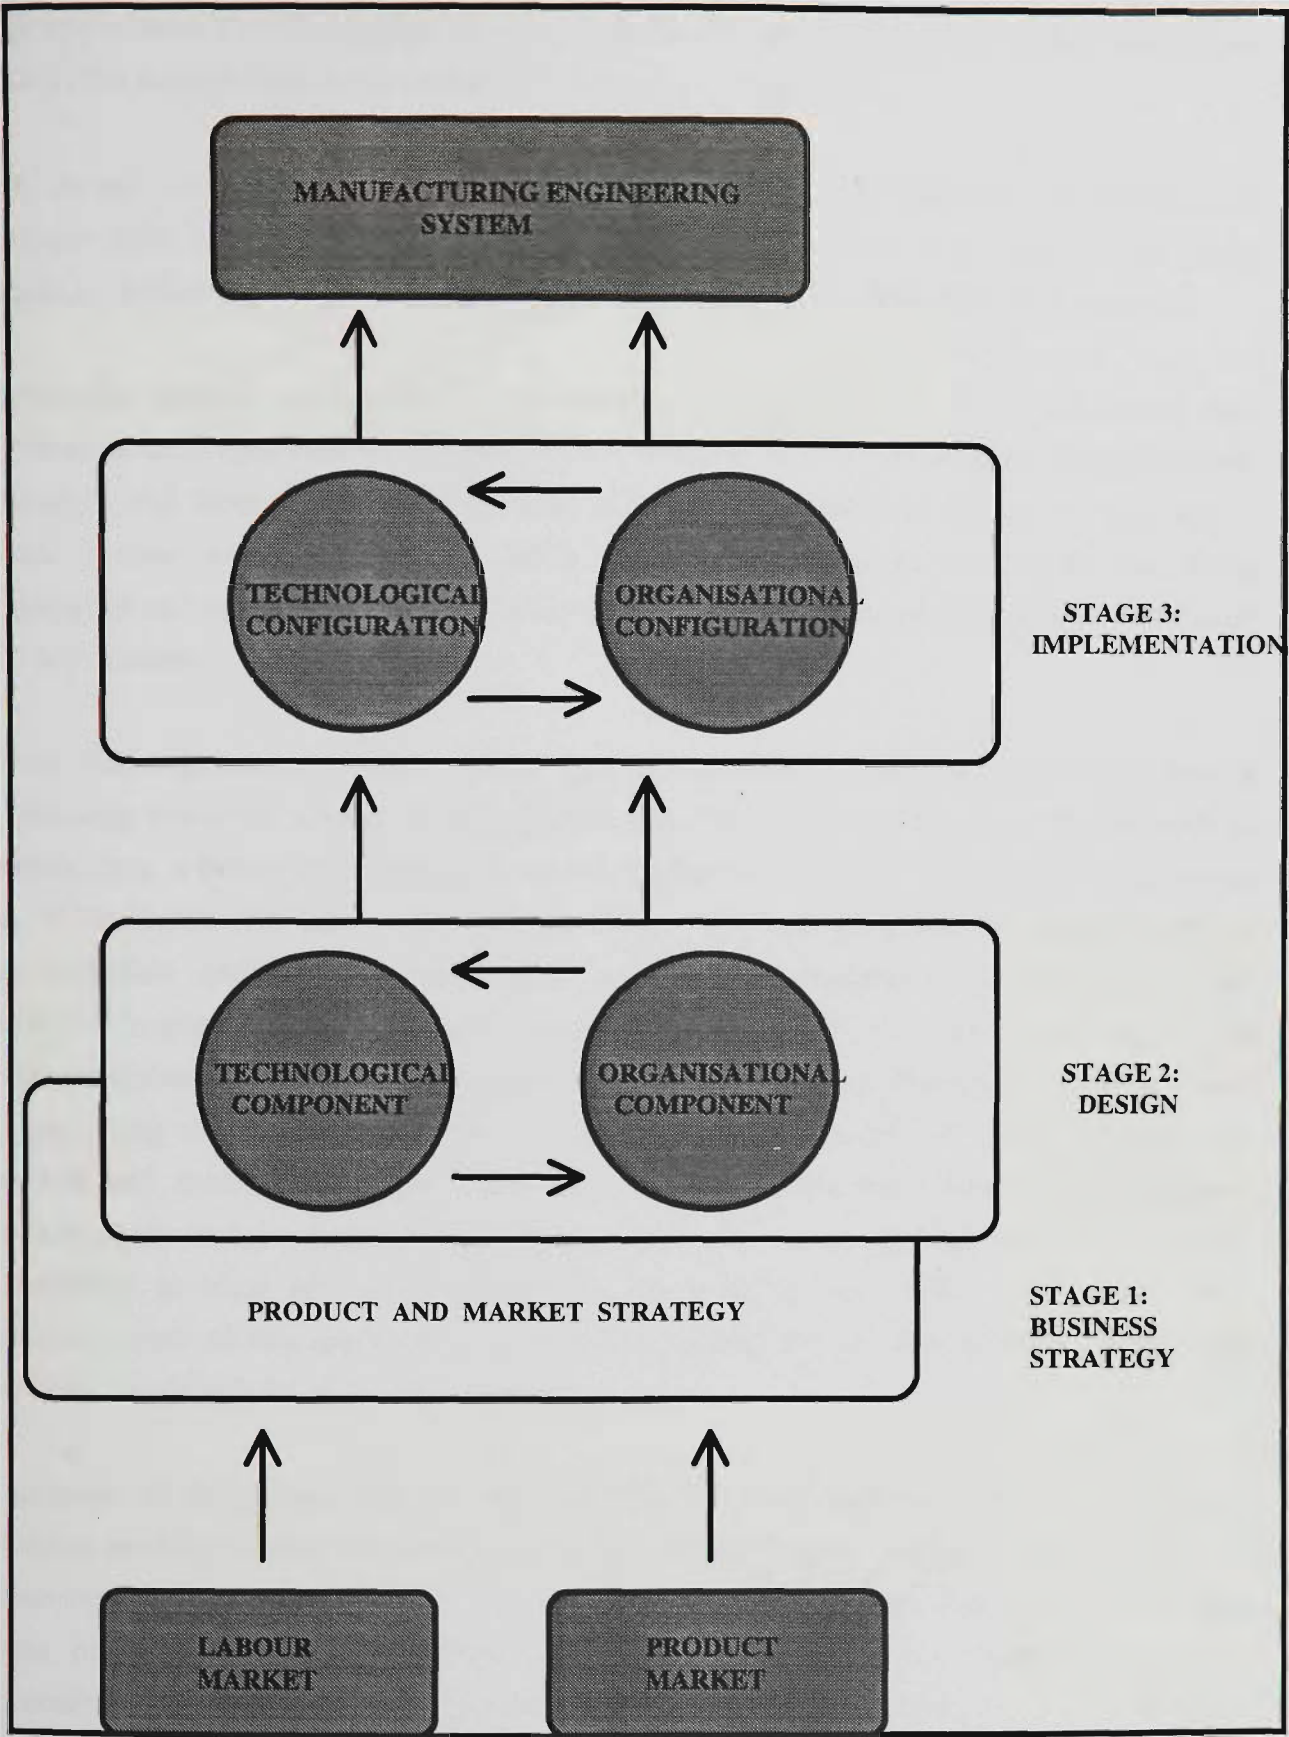 MANUFACTURING ENGINEERING
SYSTEM
TECHNOLOGICAL
CONFIGURATION
ORGANISATIONAL
CONFIGURATION
STAGE 3:
IMPLEMENTATION
TECHNOLOGICAL
COMPONENT
ORGANISATIONAL
COMPONENT
STAGE 2:
DESIGN
PRODUCT AND MARKET STRATEGY
STAGE 1:
BUSINESS
STRATEGY
LABOUR
MARKET
PRODUCT
MARKET